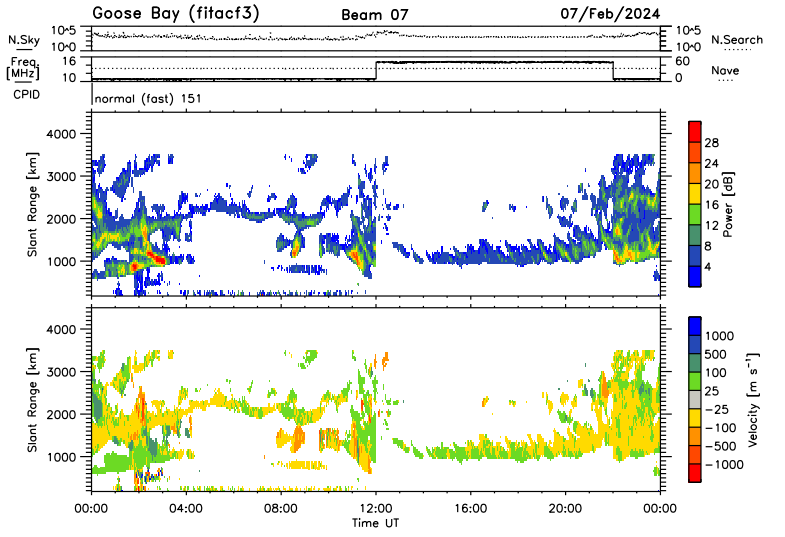 Goose Bay (fitacf3) Beam 07 07/Feb/2024
N.Sky 10^5 10^0 10^5 10^0 N.Search
Freq. [MHz] 16 10 60 0 Nave
CPID normal (fast) 151
Slant Range [km] 4000 3000 2000 1000
Power [dB] 28 24 20 16 12 8 4
Slant Range [km] 4000 3000 2000 1000
Velocity [m s⁻¹] 1000 500 100 25 −25 −100 −500 −1000
00:00 04:00 08:00 12:00 16:00 20:00 00:00
Time UT